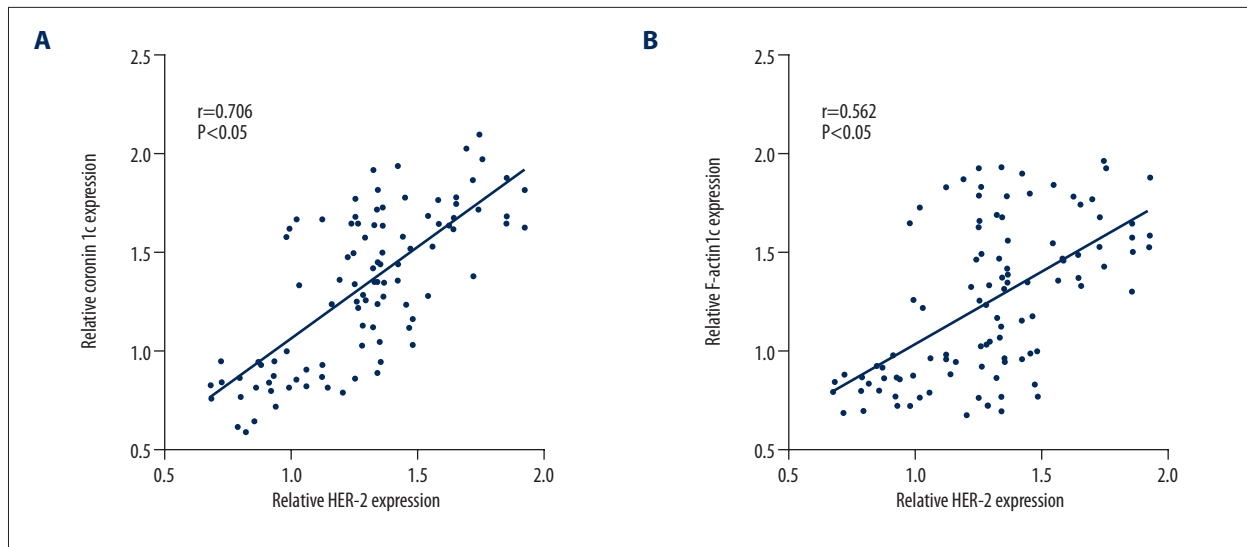 A
2.5
2.0
1.5
1.0
0.5
Relative coronin 1c expression
r=0.706
P<0.05
0.5 1.0 1.5 2.0
Relative HER-2 expression
B
2.5
2.0
1.5
1.0
0.5
Relative F-actin1c expression
r=0.562
P<0.05
0.5 1.0 1.5 2.0
Relative HER-2 expression